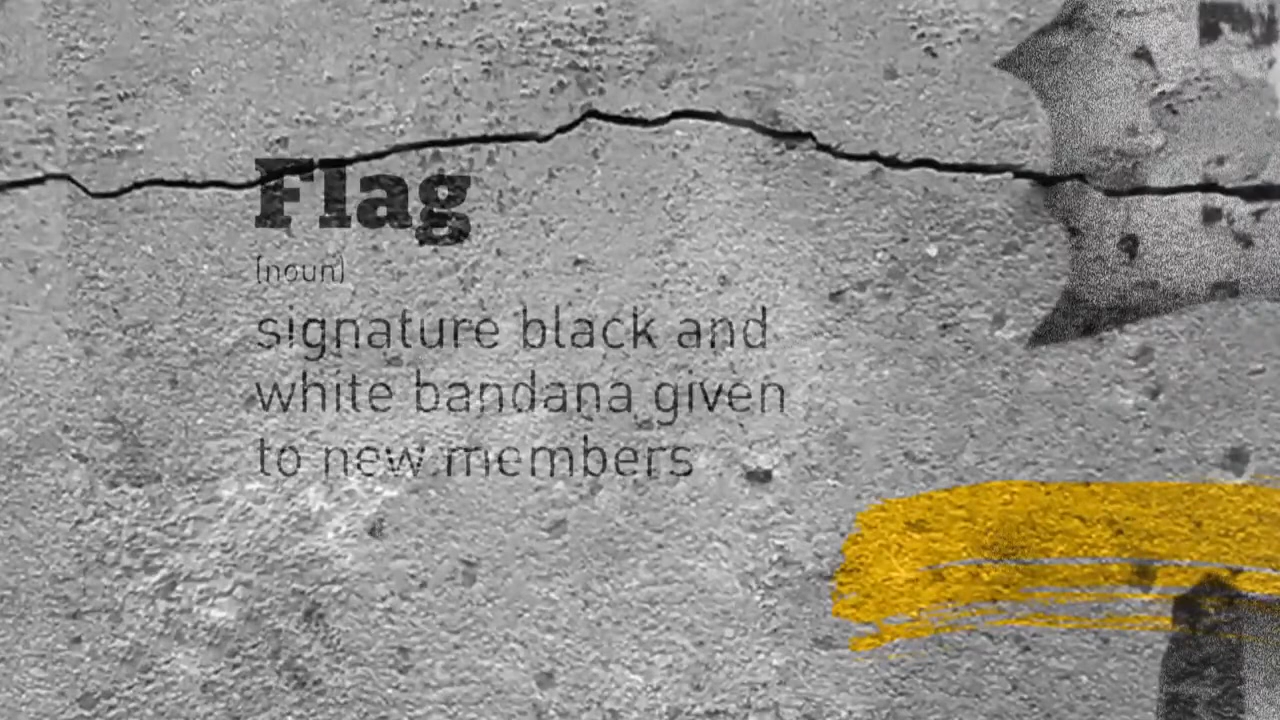 Flag
(noun)
signature black and
white bandana given
to new members